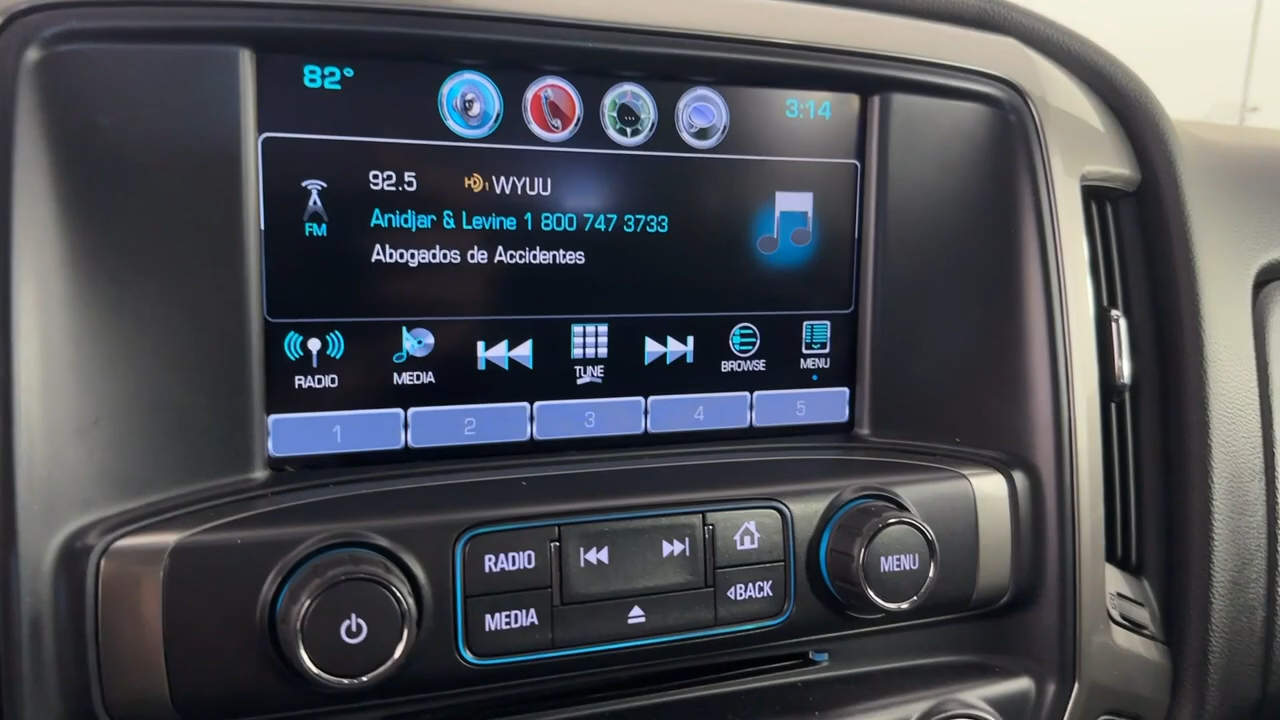 82°
3:14
92.5 HD1 WYUU
Anidjar & Levine 1 800 747 3733
FM
Abogados de Accidentes
RADIO
MEDIA
TUNE
BROWSE
MENU
1
2
3
4
5
RADIO
MEDIA
BACK
MENU